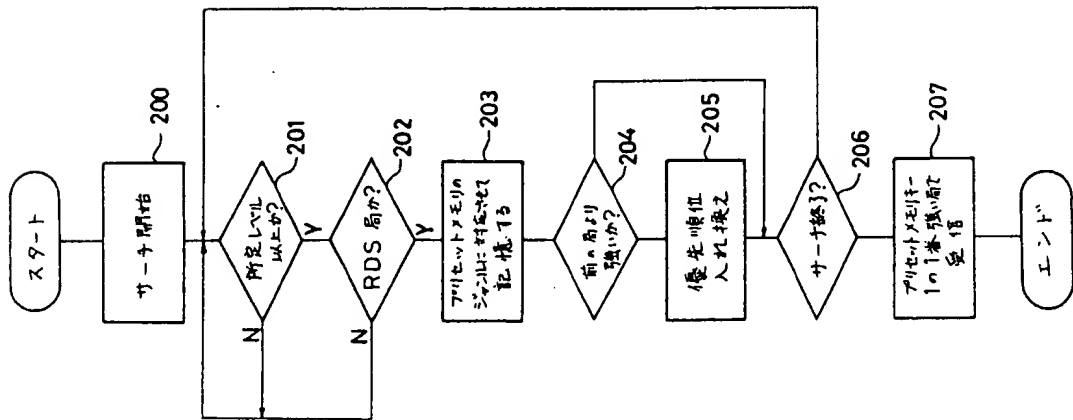 スタート
200
サーチ開始
201
所定レベル
以上か?
Y
N
202
RDS局か?
Y
N
203
プリセットメモリの
ジャンルに対応させて
記憶する
204
前の局より
強いか?
205
優先順位
入れ換え
206
サーチ終了?
207
プリセットメモリキー
1の1番強い局で
受信
エンド